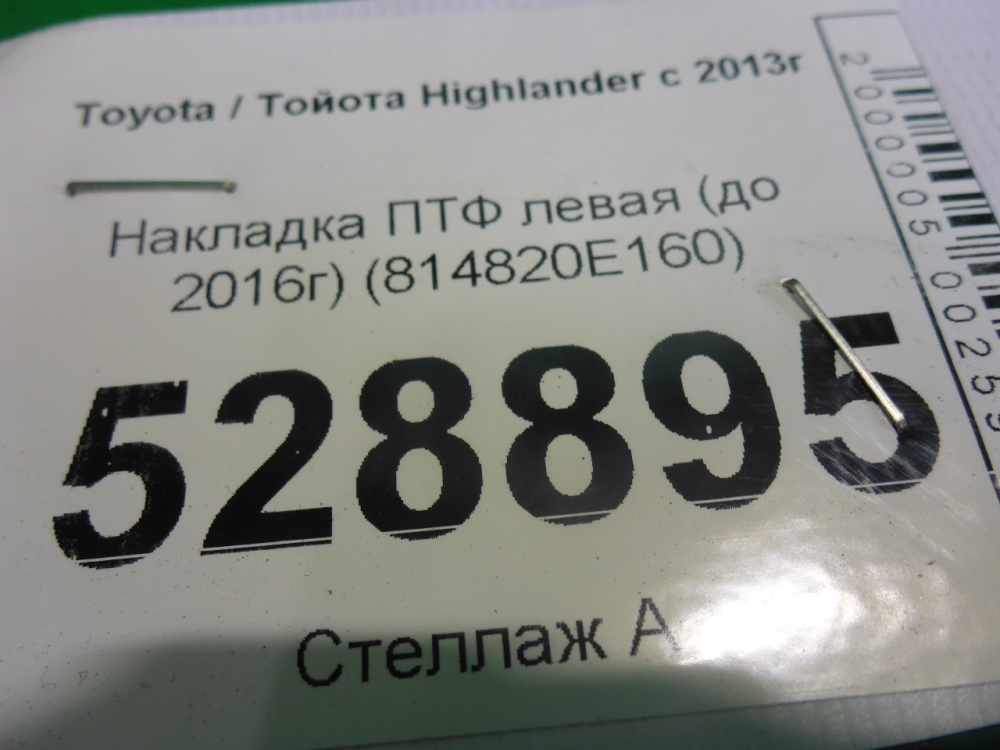 Toyota / Тойота Highlander с 2013г
Накладка ПТФ левая (до
2016г) (814820E160)
528895
Стеллаж А